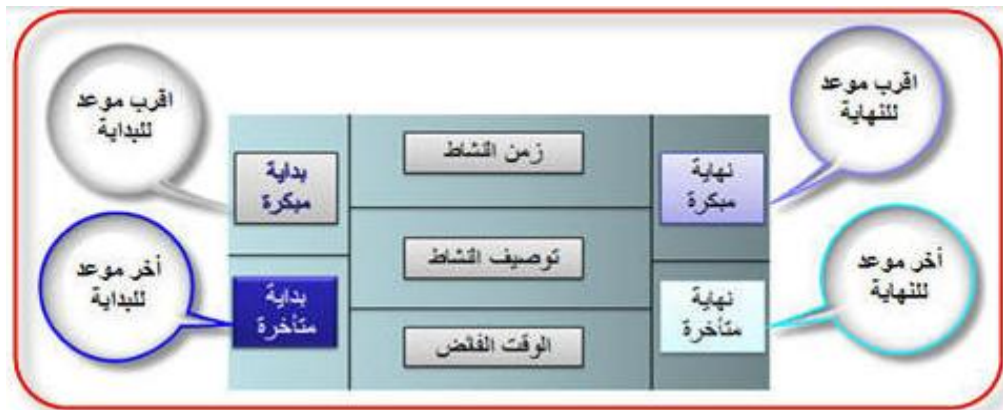 اقرب موعد
للنهاية
اقرب موعد
للبداية
زمن النشاط
نهاية
مبكرة
بداية
مبكرة
توصيف النشاط
أخر موعد
للنهاية
أخر موعد
للبداية
نهاية
متأخرة
بداية
متأخرة
الوقت الفائض